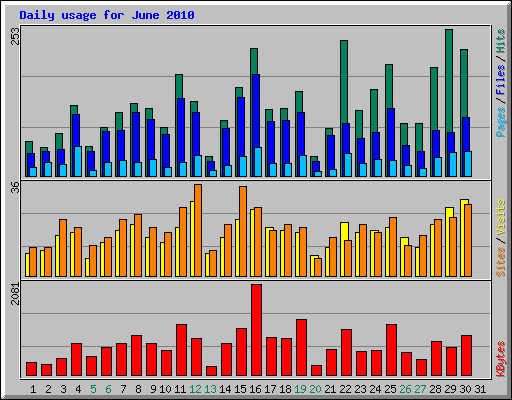 Daily usage for June 2010
253
Pages / Files / Hits
36
Sites / Visits
2081
KBytes
1 2 3 4 5 6 7 8 9 10 11 12 13 14 15 16 17 18 19 20 21 22 23 24 25 26 27 28 29 30 31